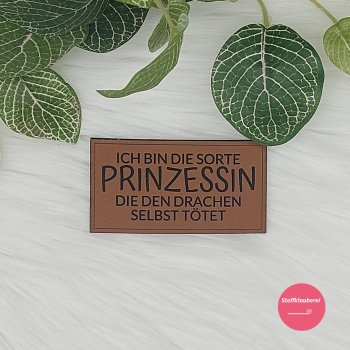 ICH BIN DIE SORTE
PRINZESSIN
DIE DEN DRACHEN
SELBST TÖTET
Stoffklauberei